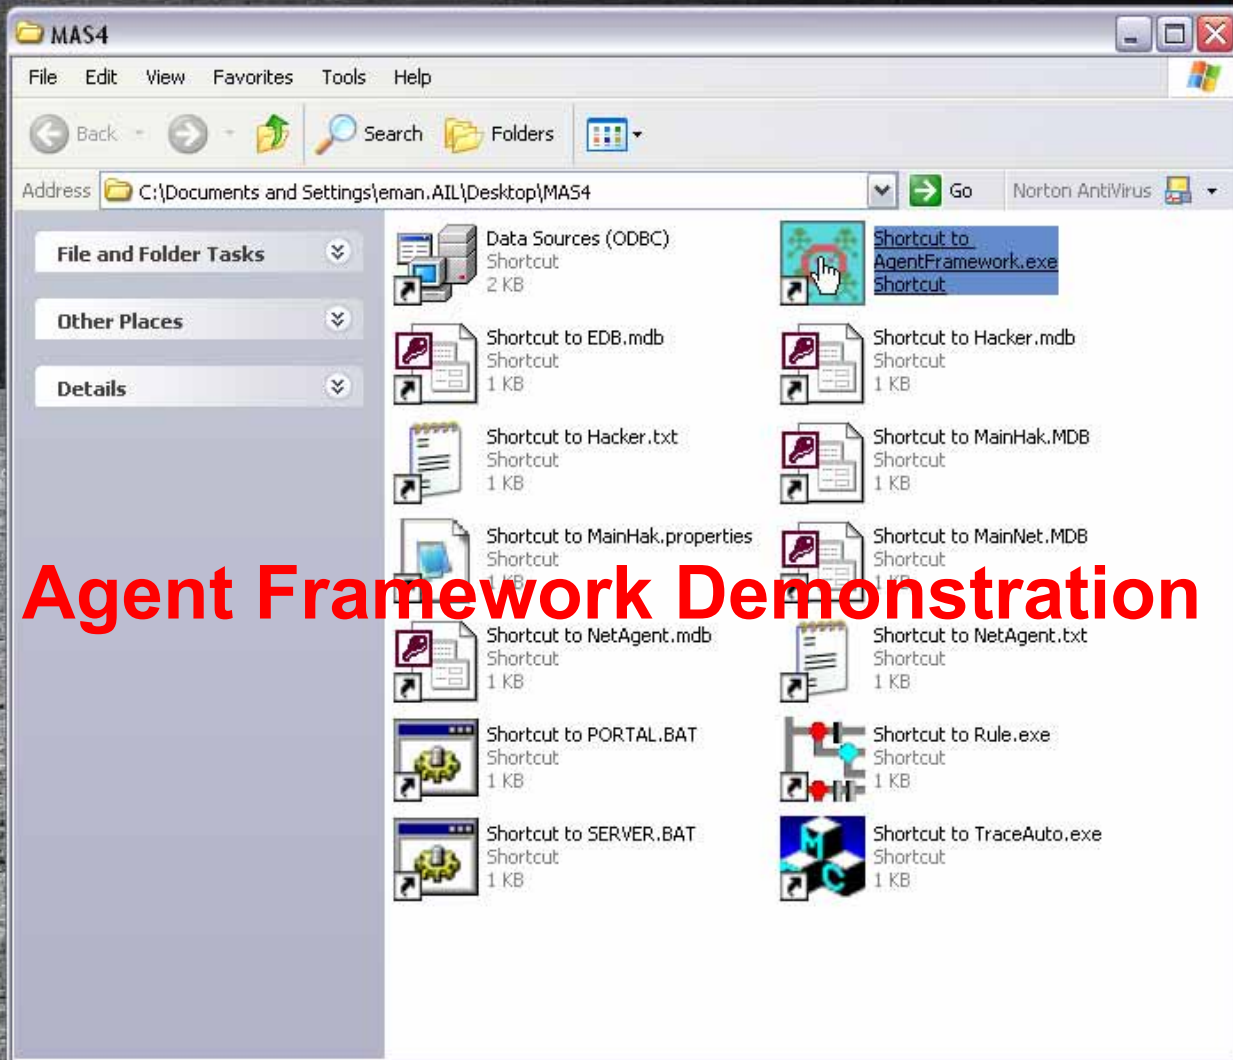 MAS4
File Edit View Favorites Tools Help
Back Search Folders
Address C:\Documents and Settings\eman.AIL\Desktop\MAS4 Go Norton AntiVirus
File and Folder Tasks
Other Places
Details
Data Sources (ODBC)
Shortcut
2 KB
Shortcut to
AgentFramework.exe
Shortcut
Shortcut to EDB.mdb
Shortcut
1 KB
Shortcut to Hacker.mdb
Shortcut
1 KB
Shortcut to Hacker.txt
Shortcut
1 KB
Shortcut to MainHak.MDB
Shortcut
1 KB
Shortcut to MainHak.properties
Shortcut
1 KB
Shortcut to MainNet.MDB
Shortcut
1 KB
Agent Framework Demonstration
Shortcut to NetAgent.mdb
Shortcut
1 KB
Shortcut to NetAgent.txt
Shortcut
1 KB
Shortcut to PORTAL.BAT
Shortcut
1 KB
Shortcut to Rule.exe
Shortcut
1 KB
Shortcut to SERVER.BAT
Shortcut
1 KB
Shortcut to TraceAuto.exe
Shortcut
1 KB